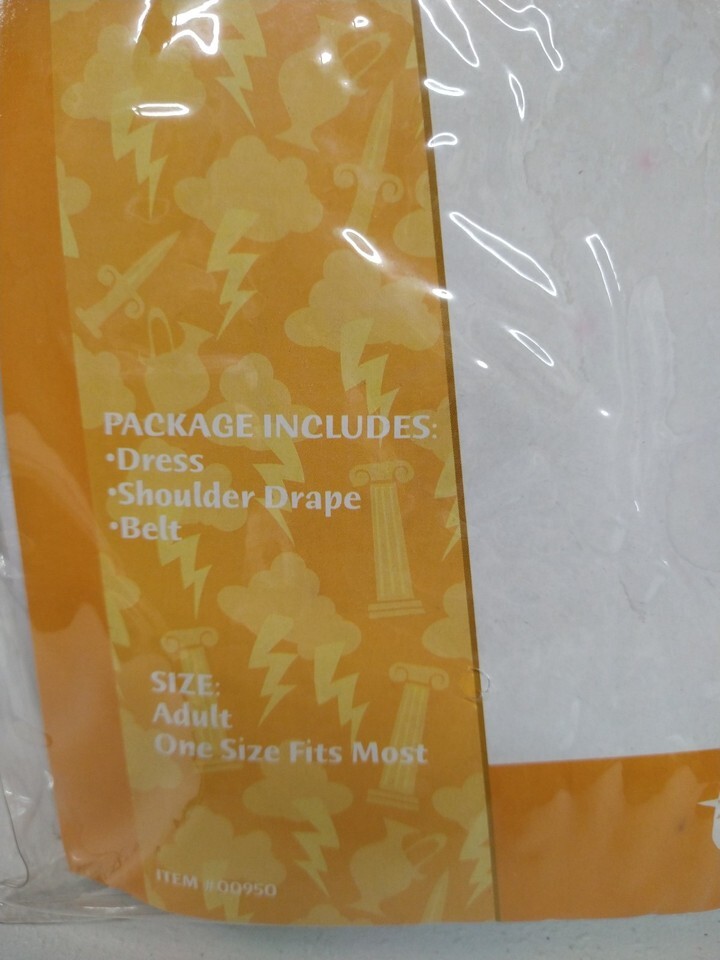 PACKAGE INCLUDES:
•Dress
•Shoulder Drape
•Belt
SIZE:
Adult
One Size Fits Most
ITEM #00950